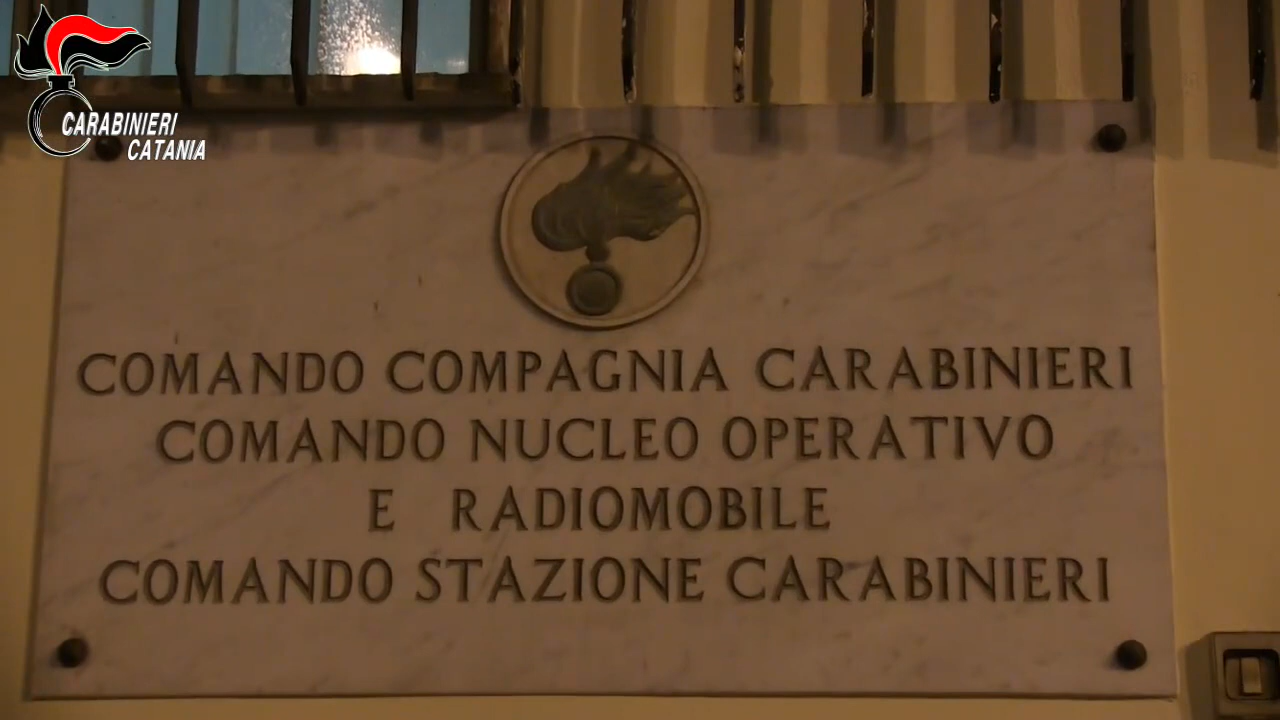 CARABINIERI
CATANIA
COMANDO COMPAGNIA CARABINIERI
COMANDO NUCLEO OPERATIVO
E RADIOMOBILE
COMANDO STAZIONE CARABINIERI